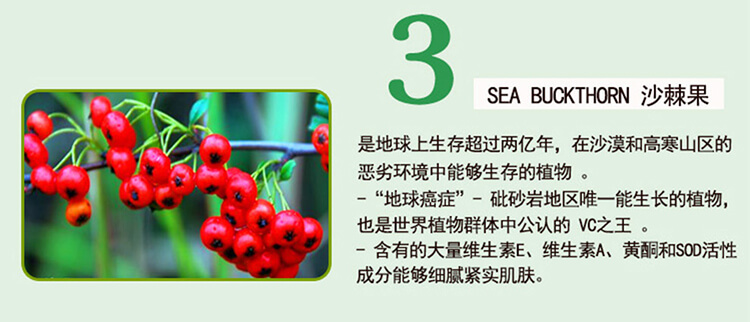 3
SEA BUCKTHORN 沙棘果
是地球上生存超过两亿年，在沙漠和高寒山区的
恶劣环境中能够生存的植物 。
- “地球癌症” - 砒砂岩地区唯一能生长的植物，
也是世界植物群体中公认的 VC之王 。
- 含有的大量维生素E、维生素A、黄酮和SOD活性
成分能够细腻紧实肌肤。